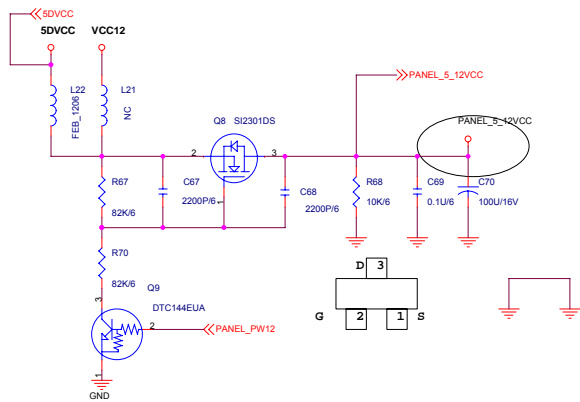 5DVCC
5DVCC VCC12
L22 L21
FEB_1206 NC
PANEL_5_12VCC
Q8 SI2301DS
PANEL_5_12VCC
2 3
1
R67
82K/6
C67
2200P/6
C68
2200P/6
R68
10K/6
C69
0.1U/6
C70
100U/16V
R70
82K/6
Q9
DTC144EUA
3
2
PANEL_PW12
1
GND
D 3
G 2 1 S